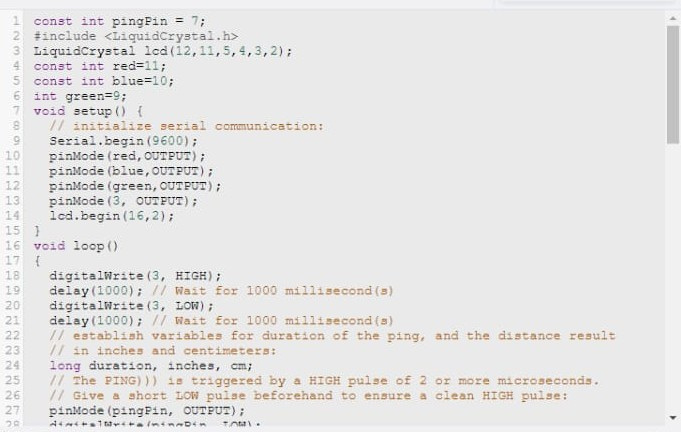 1 const int pingPin = 7;
2 #include <LiquidCrystal.h>
3 LiquidCrystal lcd(12,11,5,4,3,2);
4 const int red=11;
5 const int blue=10;
6 int green=9;
7 void setup() {
8 // initialize serial communication:
9 Serial.begin(9600);
10 pinMode(red,OUTPUT);
11 pinMode(blue,OUTPUT);
12 pinMode(green,OUTPUT);
13 pinMode(3, OUTPUT);
14 lcd.begin(16,2);
15 }
16 void loop()
17 {
18 digitalWrite(3, HIGH);
19 delay(1000); // Wait for 1000 millisecond(s)
20 digitalWrite(3, LOW);
21 delay(1000); // Wait for 1000 millisecond(s)
22 // establish variables for duration of the ping, and the distance result
23 // in inches and centimeters:
24 long duration, inches, cm;
25 // The PING))) is triggered by a HIGH pulse of 2 or more microseconds.
26 // Give a short LOW pulse beforehand to ensure a clean HIGH pulse:
27 pinMode(pingPin, OUTPUT);
28 digitalWrite(pingPin, LOW);